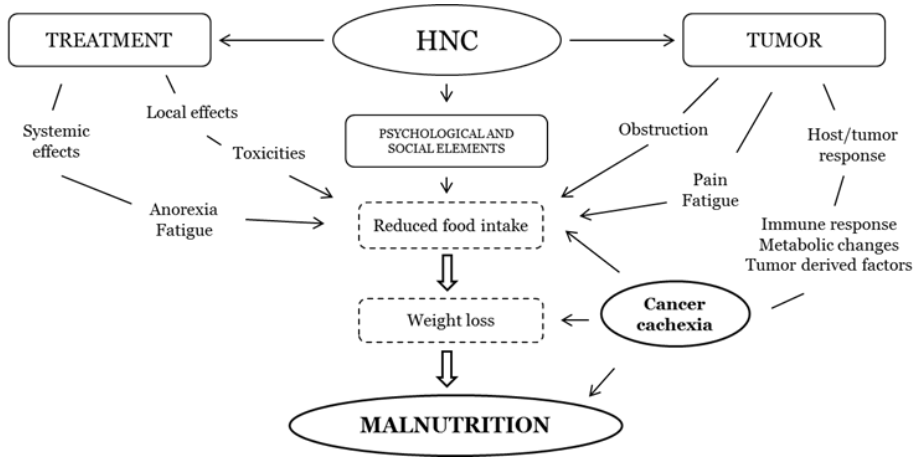 TREATMENT
HNC
TUMOR
Local effects
Systemic
effects
Toxicities
PSYCHOLOGICAL AND
SOCIAL ELEMENTS
Obstruction
Host/tumor
response
Pain
Fatigue
Anorexia
Fatigue
Reduced food intake
Immune response
Metabolic changes
Tumor derived factors
Weight loss
Cancer
cachexia
MALNUTRITION